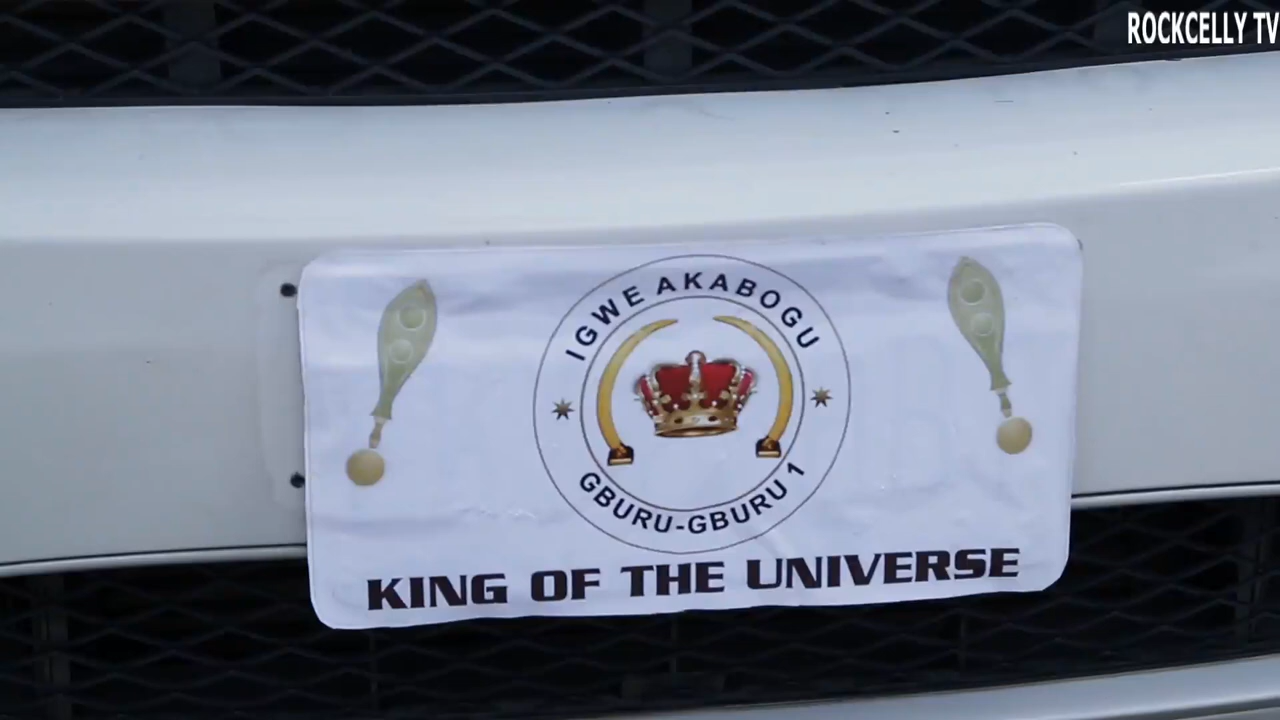 ROCKCELLY TV
IGWE AKABOGU
GBURU-GBURU 1
KING OF THE UNIVERSE